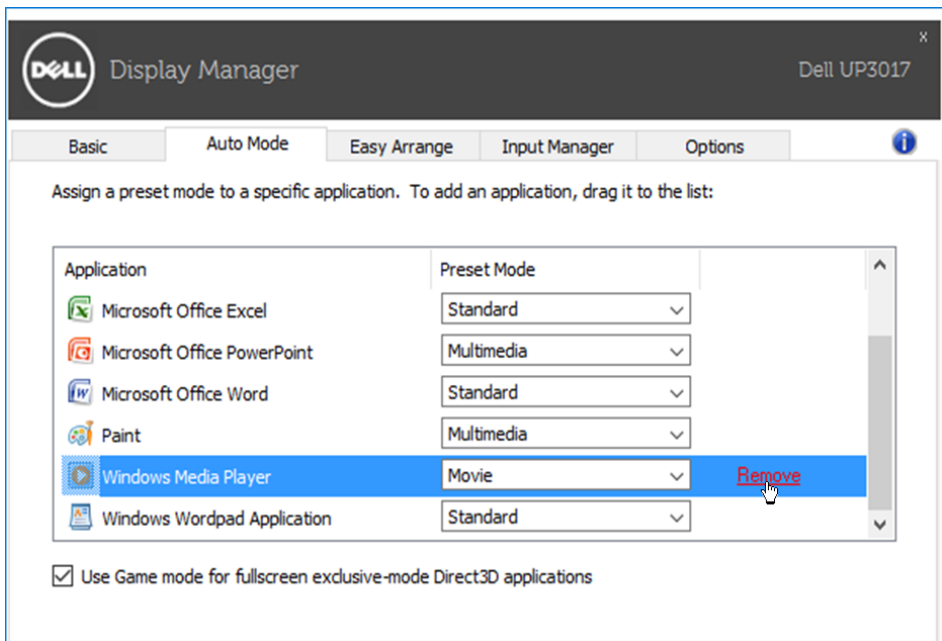 x
DELL Display Manager Dell UP3017
Basic Auto Mode Easy Arrange Input Manager Options i
Assign a preset mode to a specific application. To add an application, drag it to the list:
Application Preset Mode
Microsoft Office Excel Standard
Microsoft Office PowerPoint Multimedia
Microsoft Office Word Standard
Paint Multimedia
Windows Media Player Movie Remove
Windows Wordpad Application Standard
Use Game mode for fullscreen exclusive-mode Direct3D applications